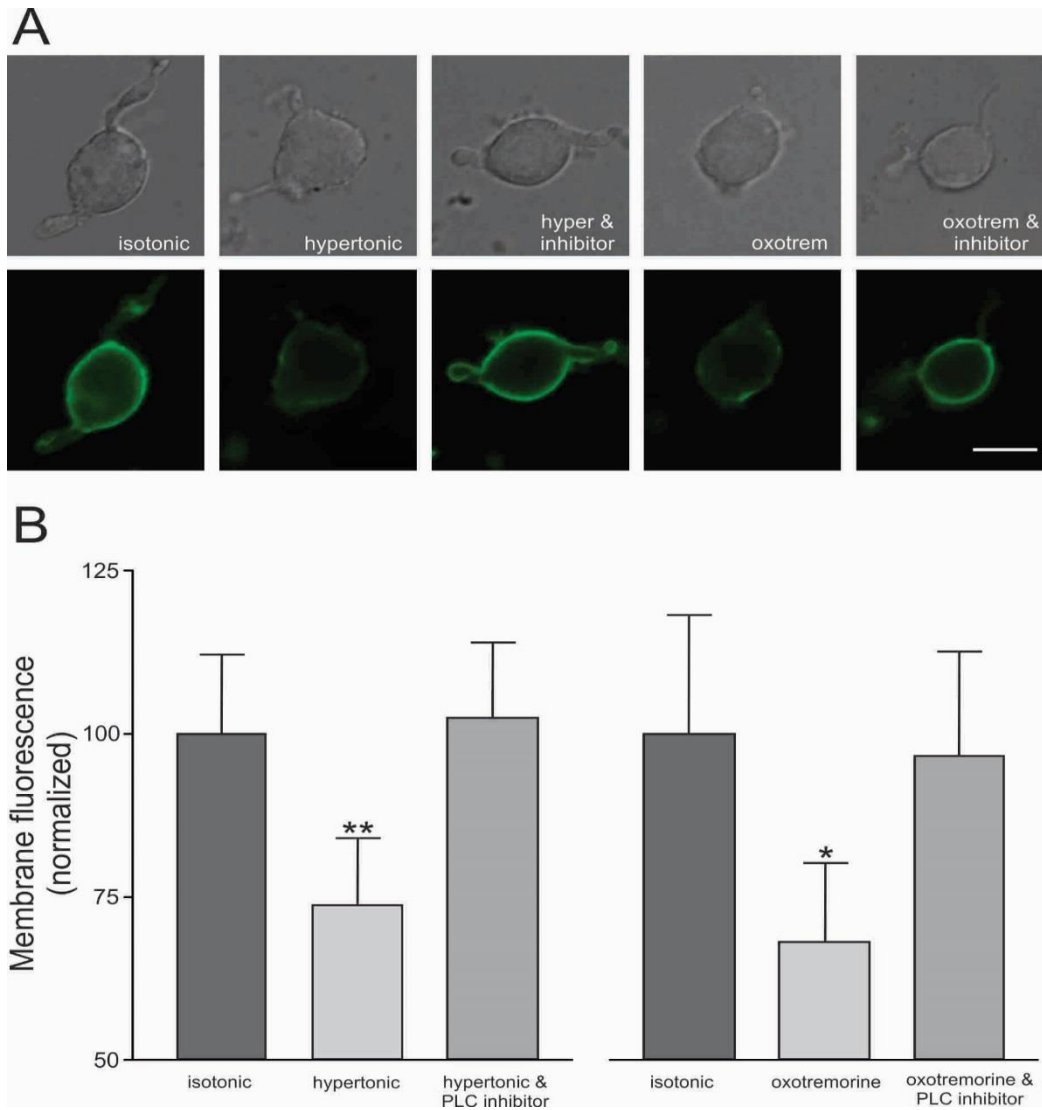 A
isotonic
hypertonic
hyper &
inhibitor
oxotrem
oxotrem &
inhibitor
B
Membrane fluorescence
(normalized)
125
100
75
50
**
*
isotonic
hypertonic
hypertonic &
PLC inhibitor
isotonic
oxotremorine
oxotremorine &
PLC inhibitor